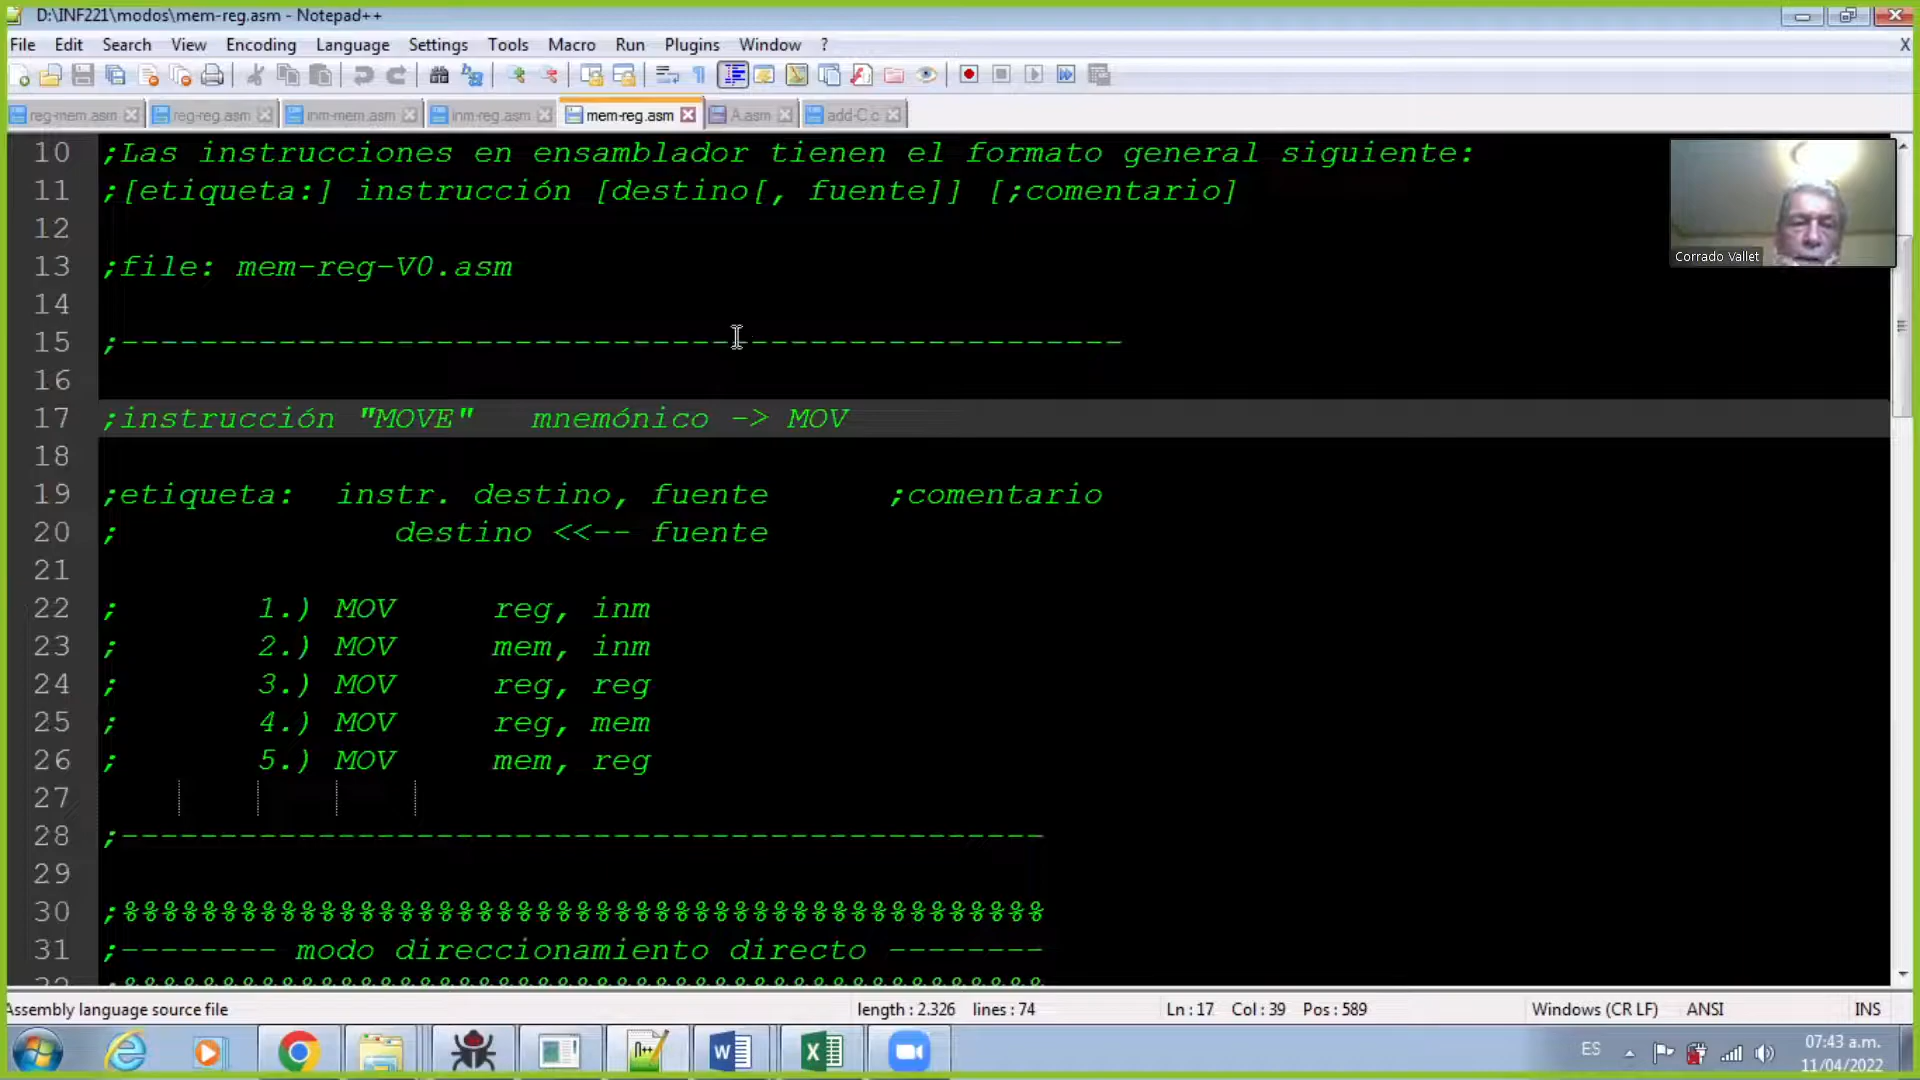 D:\INF221\modos\mem-reg.asm - Notepad++
File Edit Search View Encoding Language Settings Tools Macro Run Plugins Window ? X
reg-mem.asm reg-reg.asm inm-mem.asm inm-reg.asm mem-reg.asm A.asm add-C.c
10 ;Las instrucciones en ensamblador tienen el formato general siguiente:
11 ;[etiqueta:] instrucción [destino[, fuente]] [;comentario]
12
13 ;file: mem-reg-V0.asm
14
15 ;---------------------------------------------------
16
17 ;instrucción "MOVE" mnemónico -> MOV
18
19 ;etiqueta: instr. destino, fuente ;comentario
20 ; destino <<-- fuente
21
22 ; 1.) MOV reg, inm
23 ; 2.) MOV mem, inm
24 ; 3.) MOV reg, reg
25 ; 4.) MOV reg, mem
26 ; 5.) MOV mem, reg
27
28 ;-----------------------------------------------
29
30 ;%%%%%%%%%%%%%%%%%%%%%%%%%%%%%%%%%%%%%%%%%%%%%%%
31 ;-------- modo direccionamiento directo --------
32 ;%%%%%%%%%%%%%%%%%%%%%%%%%%%%%%%%%%%%%%%%%%%%%%%
Corrado Vallet
Assembly language source file length : 2.326 lines : 74 Ln : 17 Col : 39 Pos : 589 Windows (CR LF) ANSI INS
ES 07:43 a.m.
11/04/2022